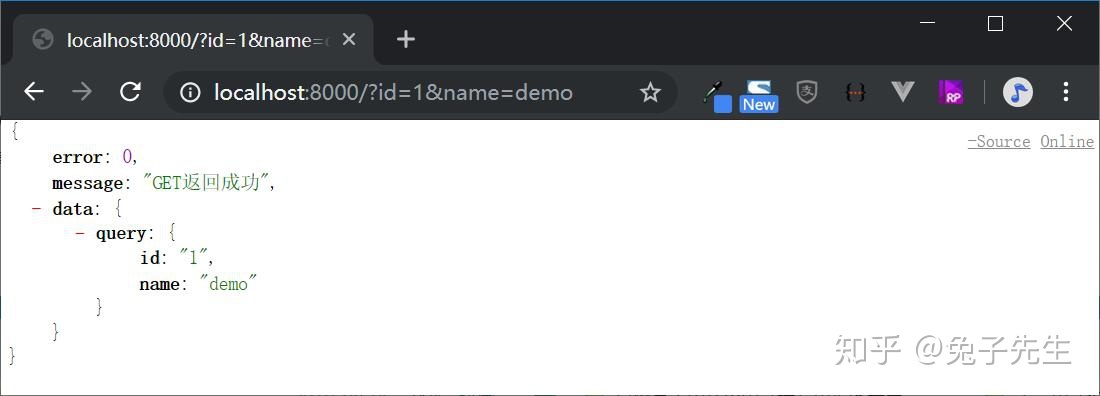 localhost:8000/?id=1&name=
localhost:8000/?id=1&name=demo
New
RP
-Source Online
{
error: 0,
message: "GET返回成功",
- data: {
- query: {
id: "1",
name: "demo"
}
}
}
知乎 @兔子先生